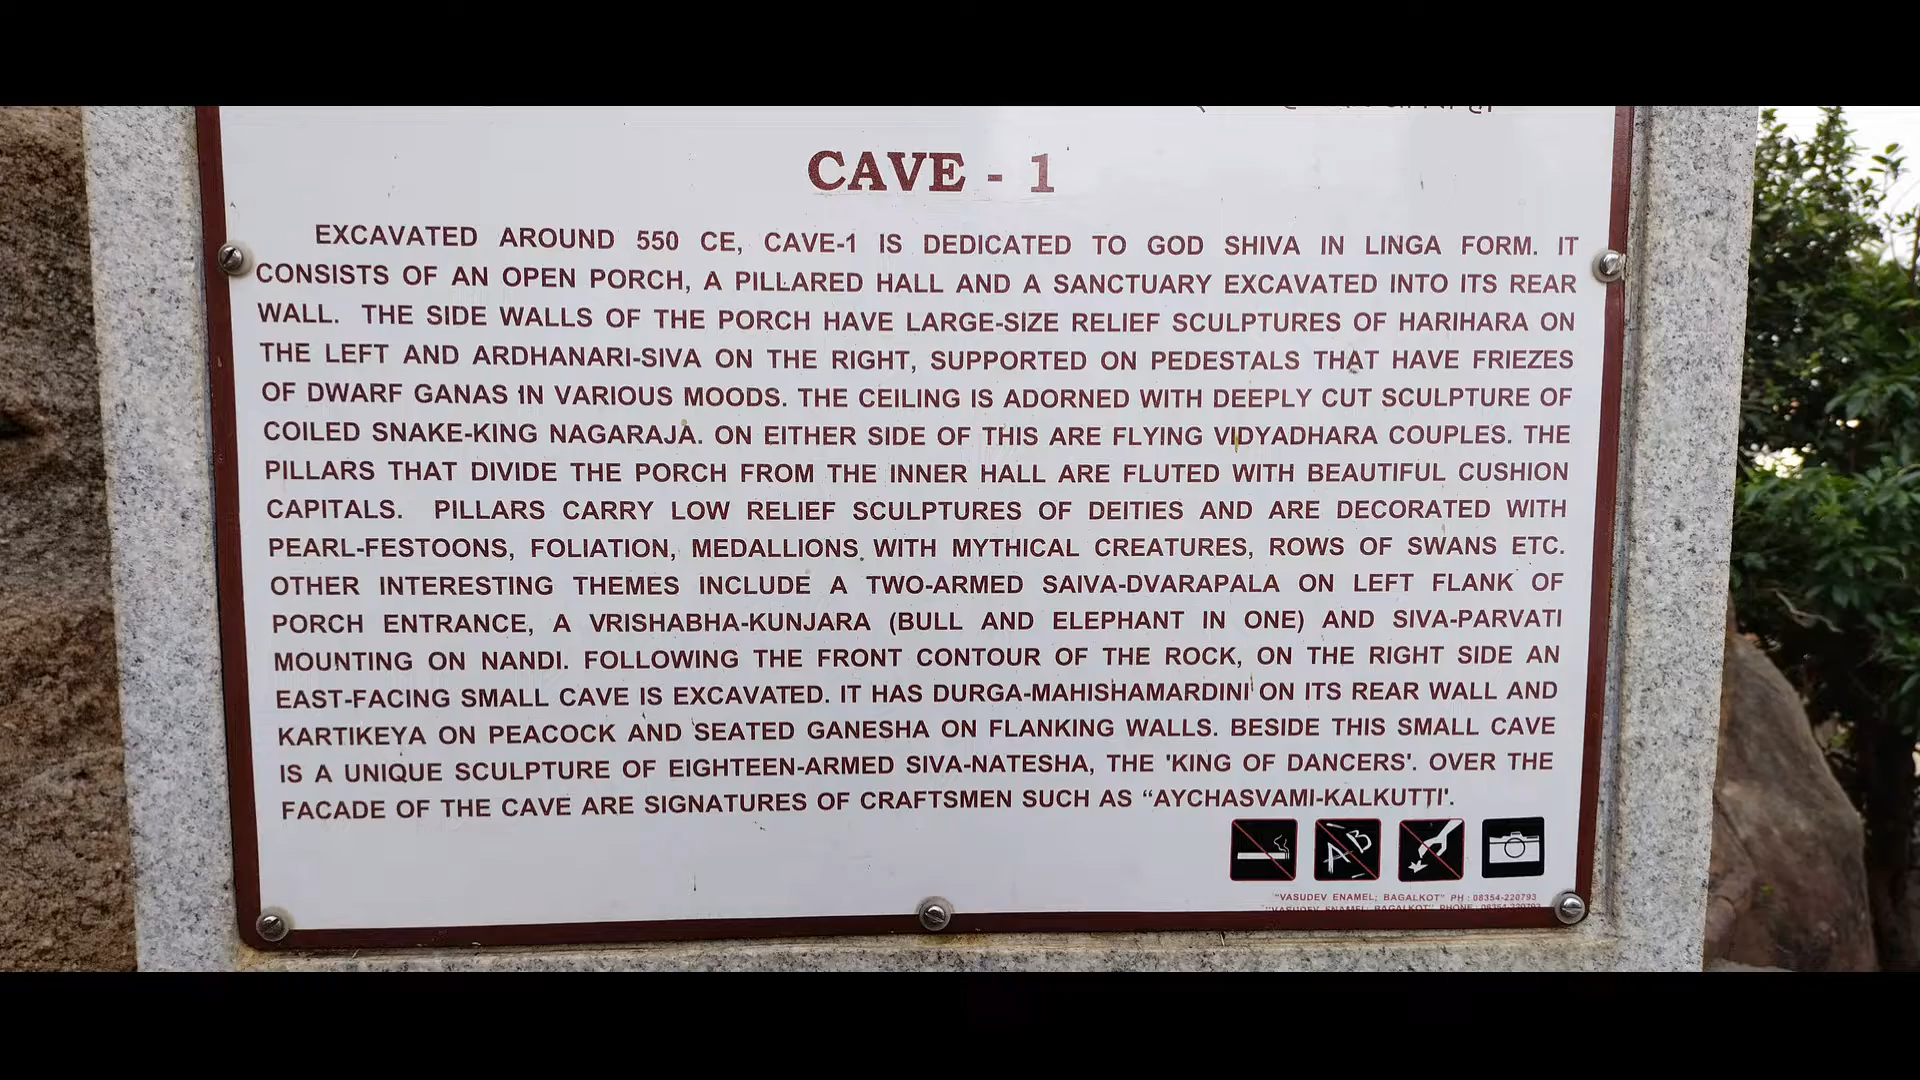 CAVE - 1
EXCAVATED AROUND 550 CE, CAVE-1 IS DEDICATED TO GOD SHIVA IN LINGA FORM. IT
CONSISTS OF AN OPEN PORCH, A PILLARED HALL AND A SANCTUARY EXCAVATED INTO ITS REAR
WALL. THE SIDE WALLS OF THE PORCH HAVE LARGE-SIZE RELIEF SCULPTURES OF HARIHARA ON
THE LEFT AND ARDHANARI-SIVA ON THE RIGHT, SUPPORTED ON PEDESTALS THAT HAVE FRIEZES
OF DWARF GANAS IN VARIOUS MOODS. THE CEILING IS ADORNED WITH DEEPLY CUT SCULPTURE OF
COILED SNAKE-KING NAGARAJA. ON EITHER SIDE OF THIS ARE FLYING VIDYADHARA COUPLES. THE
PILLARS THAT DIVIDE THE PORCH FROM THE INNER HALL ARE FLUTED WITH BEAUTIFUL CUSHION
CAPITALS. PILLARS CARRY LOW RELIEF SCULPTURES OF DEITIES AND ARE DECORATED WITH
PEARL-FESTOONS, FOLIATION, MEDALLIONS WITH MYTHICAL CREATURES, ROWS OF SWANS ETC.
OTHER INTERESTING THEMES INCLUDE A TWO-ARMED SAIVA-DVARAPALA ON LEFT FLANK OF
PORCH ENTRANCE, A VRISHABHA-KUNJARA (BULL AND ELEPHANT IN ONE) AND SIVA-PARVATI
MOUNTING ON NANDI. FOLLOWING THE FRONT CONTOUR OF THE ROCK, ON THE RIGHT SIDE AN
EAST-FACING SMALL CAVE IS EXCAVATED. IT HAS DURGA-MAHISHAMARDINI ON ITS REAR WALL AND
KARTIKEYA ON PEACOCK AND SEATED GANESHA ON FLANKING WALLS. BESIDE THIS SMALL CAVE
IS A UNIQUE SCULPTURE OF EIGHTEEN-ARMED SIVA-NATESHA, THE 'KING OF DANCERS'. OVER THE
FACADE OF THE CAVE ARE SIGNATURES OF CRAFTSMEN SUCH AS “AYCHASVAMI-KALKUTTI'.
A B
"VASUDEV ENAMEL; BAGALKOT" PH : 08354-220793
"VASUDEV ENAMEL; BAGALKOT" PHONE : 08354-220793